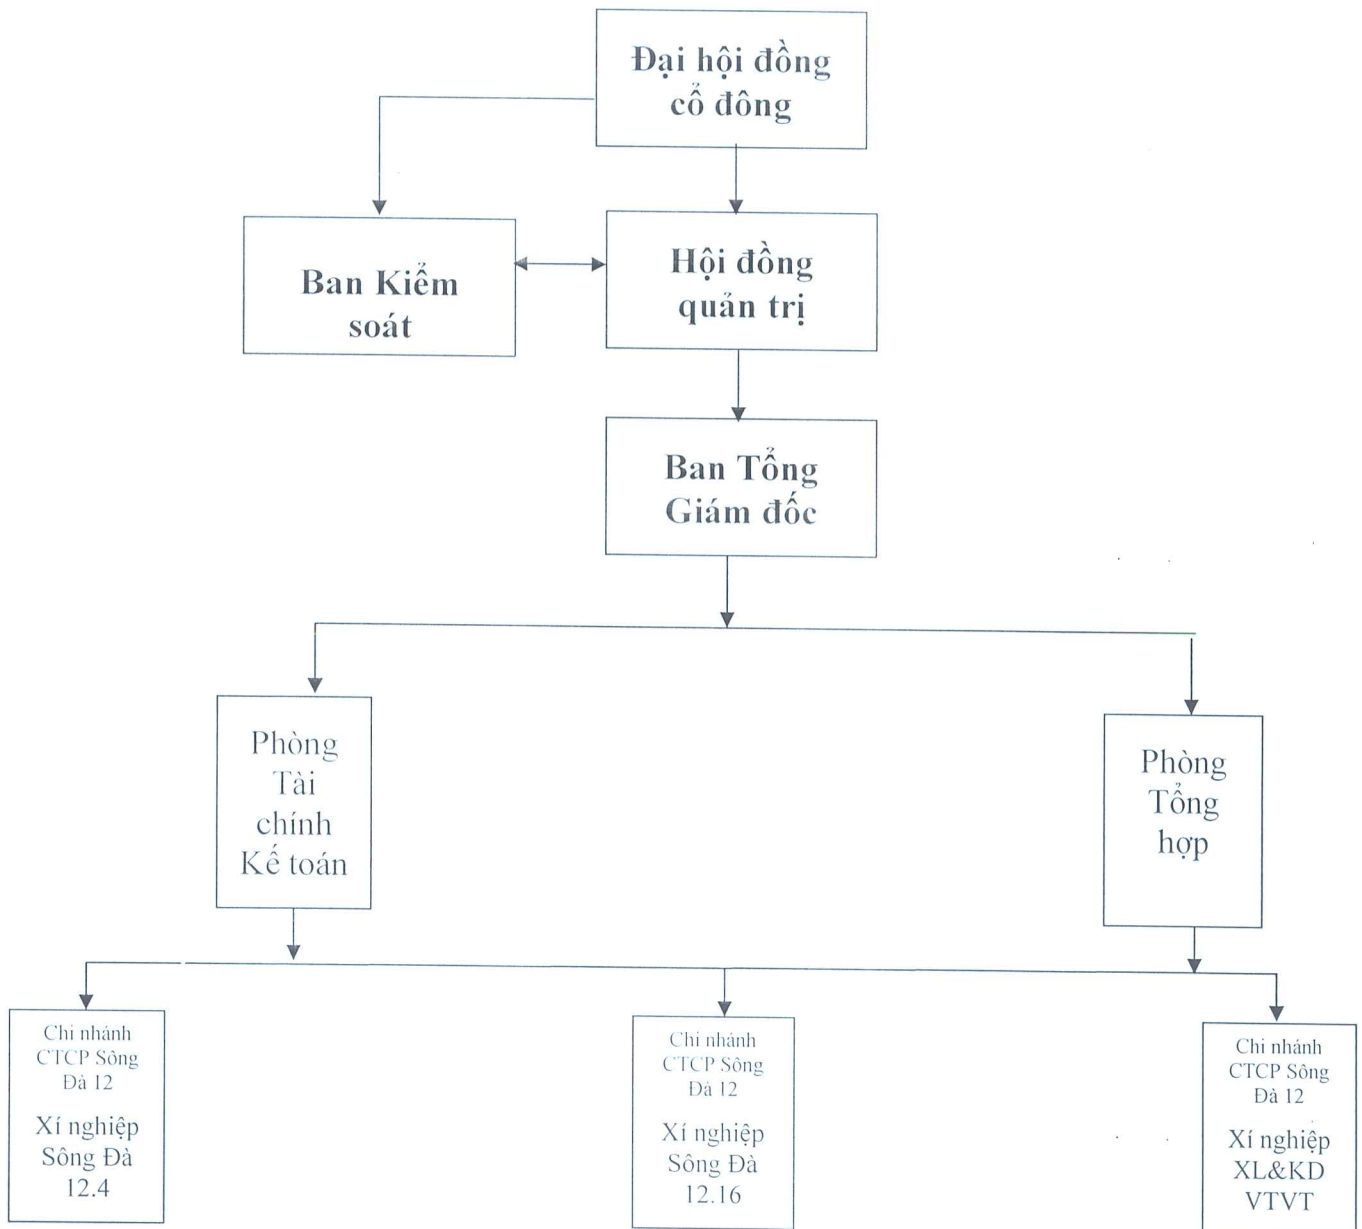 Đại hội đồng
cổ đông
Ban Kiểm
soát
Hội đồng
quản trị
Ban Tổng
Giám đốc
Phòng
Tài
chính
Kế toán
Phòng
Tổng
hợp
Chi nhánh
CTCP Sông
Đà 12
Xí nghiệp
Sông Đà
12.4
Chi nhánh
CTCP Sông
Đà 12
Xí nghiệp
Sông Đà
12.16
Chi nhánh
CTCP Sông
Đà 12
Xí nghiệp
XL&KD
VTVT